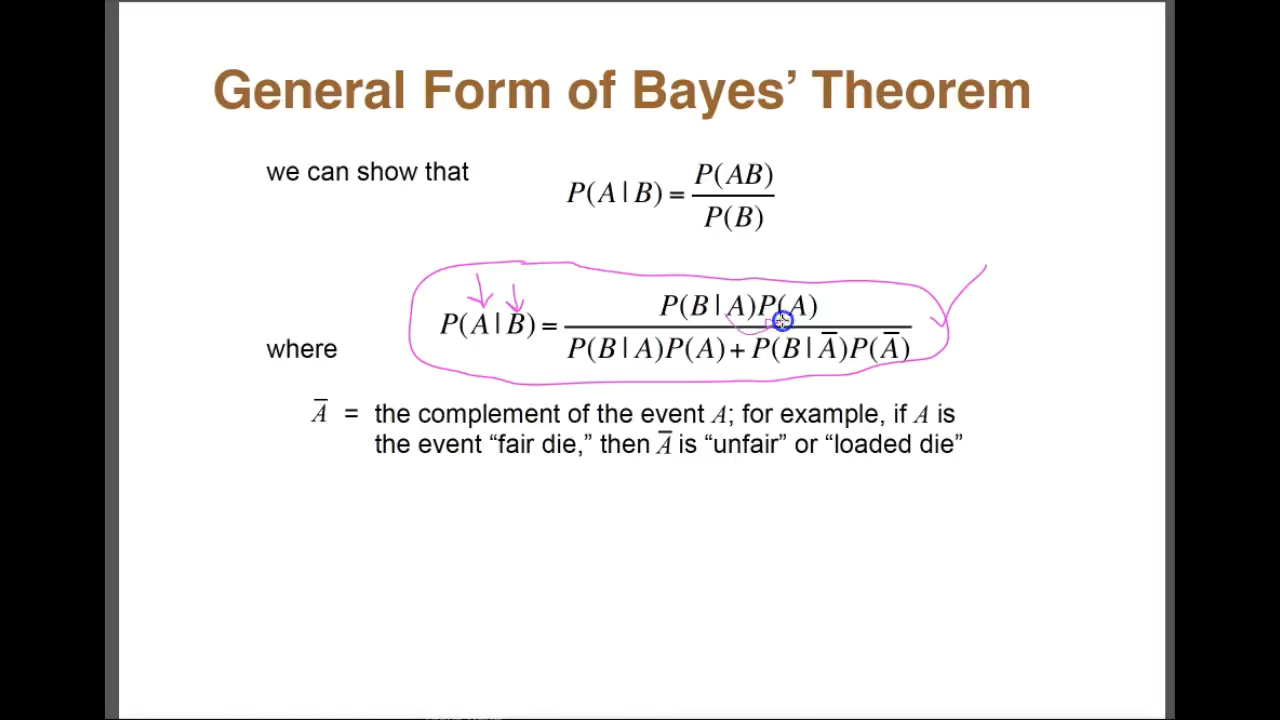 General Form of Bayes' Theorem
we can show that P(A | B) = P(AB) / P(B)
P(A | B) = P(B | A)P(A) / P(B | A)P(A) + P(B | A̅)P(A̅)
where
A̅ = the complement of the event A; for example, if A is
the event “fair die,” then A̅ is “unfair” or “loaded die”